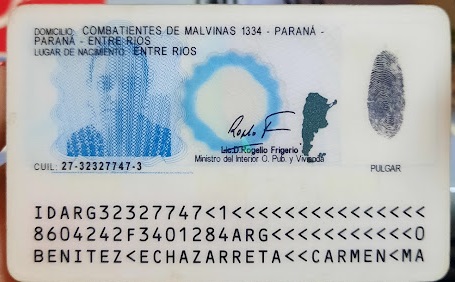 DOMICILIO: COMBATIENTES DE MALVINAS 1334 - PARANÁ -
PARANÁ - ENTRE RIOS
LUGAR DE NACIMIENTO: ENTRE RIOS
Lic.D.Rogelio Frigerio
Ministro del Interior O. Pub. y Vivienda
CUIL: 27-32327747-3
PULGAR
IDARG32327747<1<<<<<<<<<<<<<<<
8604242F3401284ARG<<<<<<<<<<<0
BENITEZ<ECHAZARRETA<<CARMEN<MA